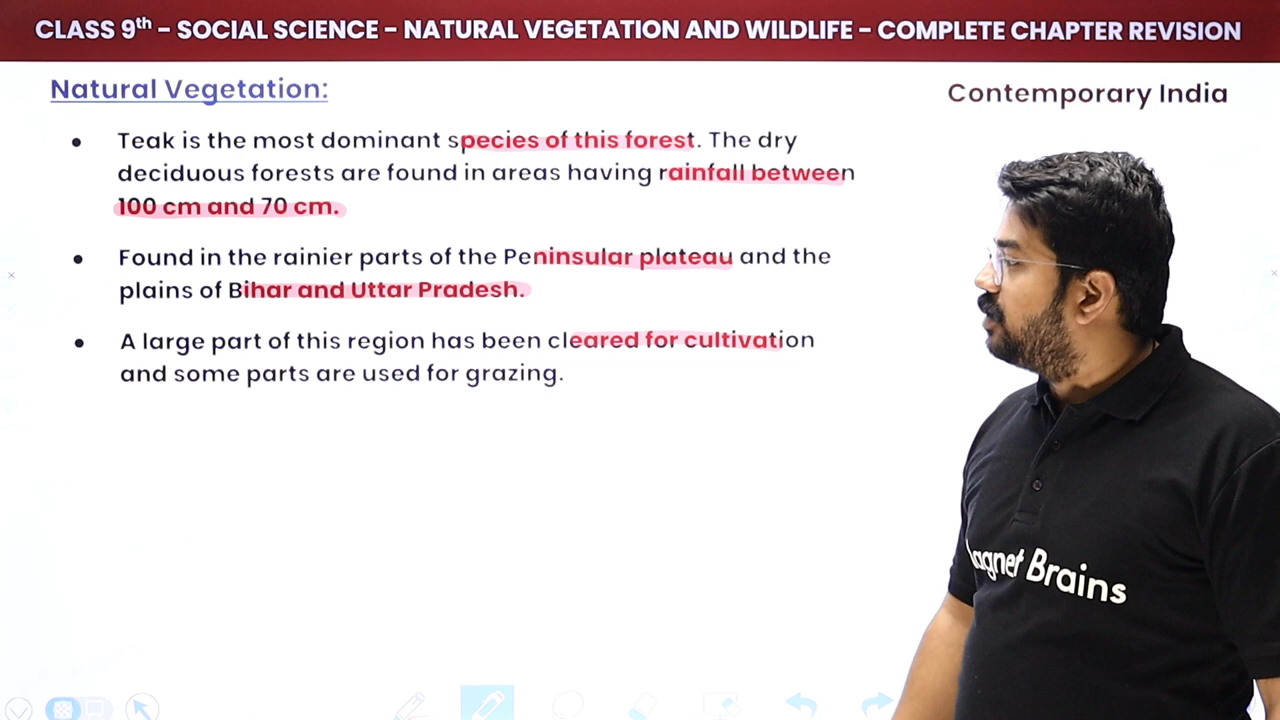 CLASS 9th – SOCIAL SCIENCE – NATURAL VEGETATION AND WILDLIFE – COMPLETE CHAPTER REVISION
Natural Vegetation:
Contemporary India
• Teak is the most dominant species of this forest. The dry
deciduous forests are found in areas having rainfall between
100 cm and 70 cm.
• Found in the rainier parts of the Peninsular plateau and the
plains of Bihar and Uttar Pradesh.
• A large part of this region has been cleared for cultivation
and some parts are used for grazing.
agnet Brains